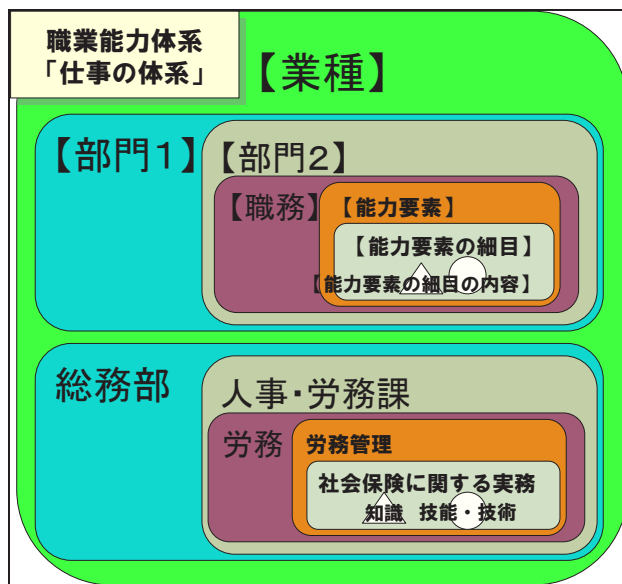 職業能力体系
「仕事の体系」
【業種】
【部門1】
【部門2】
【職務】
【能力要素】
【能力要素の細目】
【能力要素の細目の内容】
総務部
人事・労務課
労務
労務管理
社会保険に関する実務
知識 技能・技術